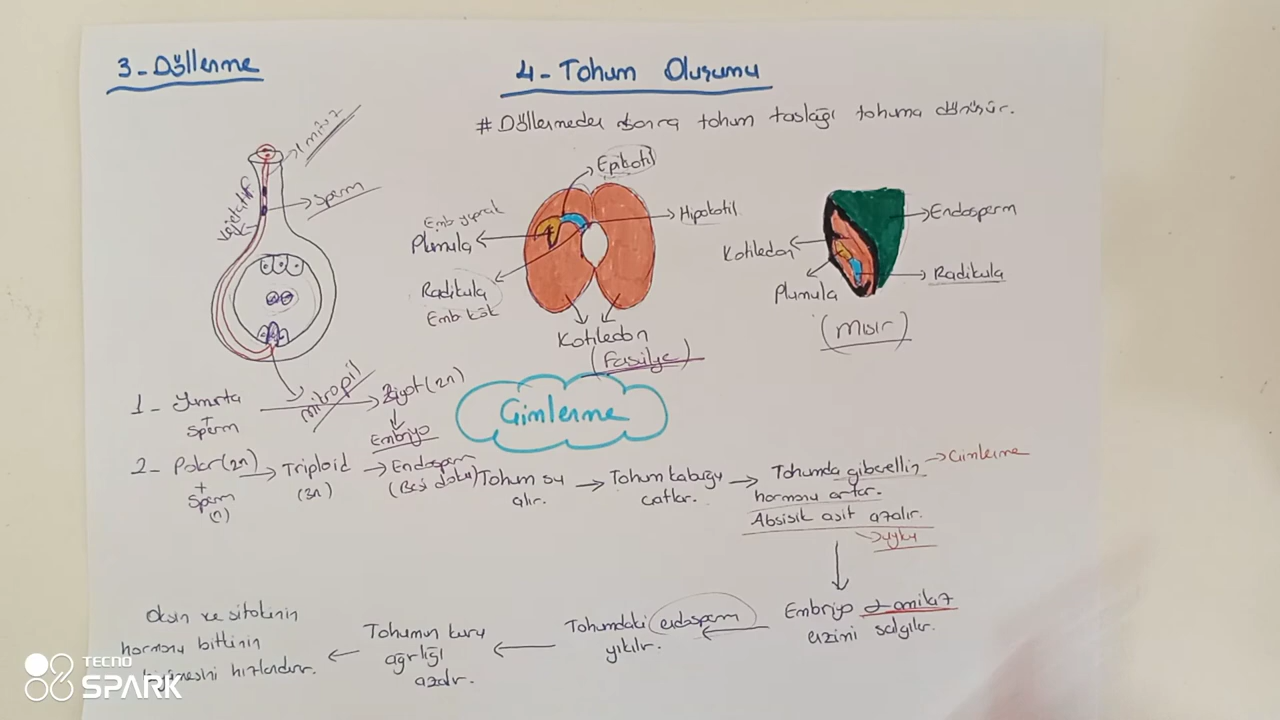 3- Döllenme
4- Tohum Oluşumu
# Döllenmeden sonra tohum taslağı tohuma dönüşür.
1 mitoz
sperm
vejetatif
Epikotil
Emb yaprak
Plumula
Hipokotil
Radikula
Emb kök
Kotiledon
(Fasulye)
Endosperm
Kotiledon
Radikula
Plumula
(Mısır)
1- Yumurta + sperm
mikropil
Zigot (2n)
Embriyo
2- Polar (2n) + Sperm (n) → Triploid (3n) → Endosperm (Besi doku)
Çimlenme
Tohum su alır. → Tohum kabuğu çatlar. → Tohumda giberellin → Çimlenme
hormonu artar.
Absisik asit azalır.
→ uyku
Embriyo α amilaz
enzimi salgılar.
Tohumdaki endosperm
yıkılır.
Tohumun kuru
ağırlığı
azalır.
Oksin ve sitokinin
hormonu bitkinin
büyümesini hızlandırır.
TECNO
SPARK